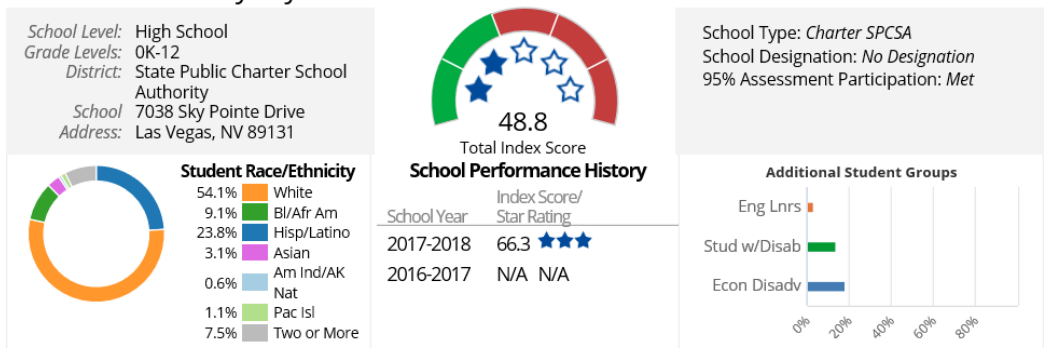 School Level: High School
Grade Levels: 0K-12
District: State Public Charter School
Authority
School 7038 Sky Pointe Drive
Address: Las Vegas, NV 89131
48.8
Total Index Score
School Type: Charter SPCSA
School Designation: No Designation
95% Assessment Participation: Met
Student Race/Ethnicity
54.1% White
9.1% Bl/Afr Am
23.8% Hisp/Latino
3.1% Asian
0.6% Am Ind/AK
Nat
1.1% Pac Isl
7.5% Two or More
School Performance History
Index Score/
School Year Star Rating
2017-2018 66.3
2016-2017 N/A N/A
Additional Student Groups
Eng Lnrs
Stud w/Disab
Econ Disadv
0% 20% 40% 60% 80%